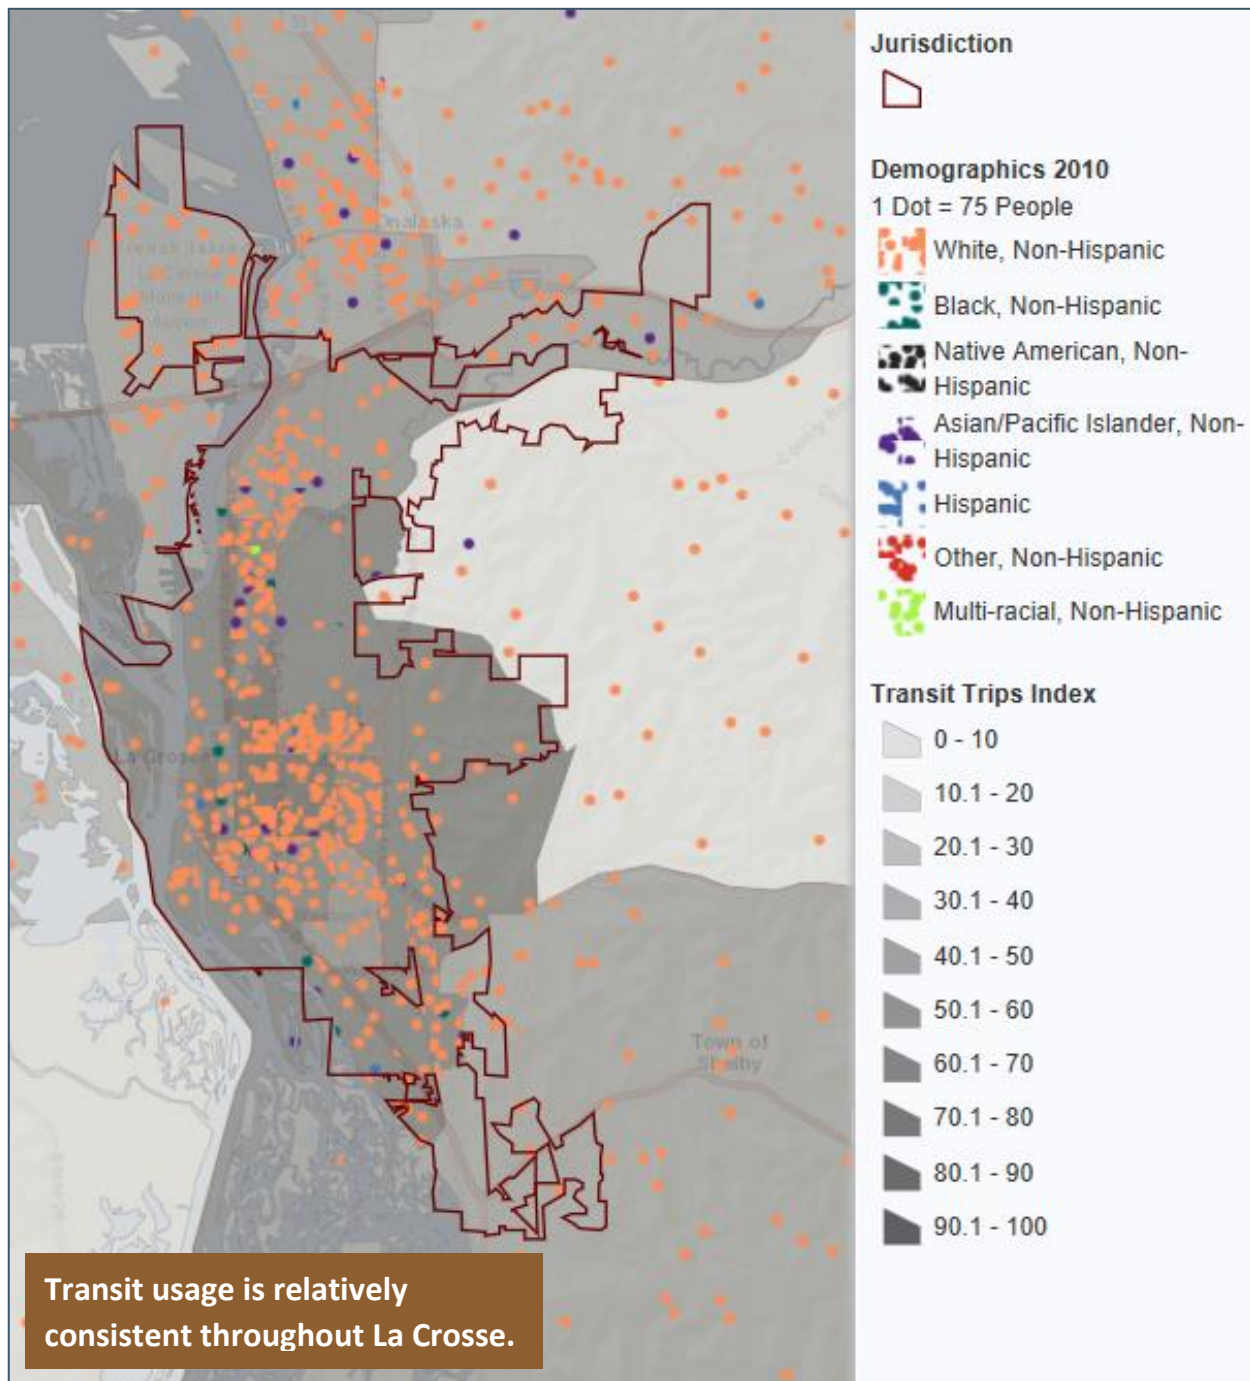 Jurisdiction
Demographics 2010
1 Dot = 75 People
White, Non-Hispanic
Black, Non-Hispanic
Native American, Non-
Hispanic
Asian/Pacific Islander, Non-
Hispanic
Hispanic
Other, Non-Hispanic
Multi-racial, Non-Hispanic
Transit Trips Index
0 - 10
10.1 - 20
20.1 - 30
30.1 - 40
40.1 - 50
50.1 - 60
60.1 - 70
70.1 - 80
80.1 - 90
90.1 - 100
La Crosse
Town of
Shelby
Transit usage is relatively
consistent throughout La Crosse.